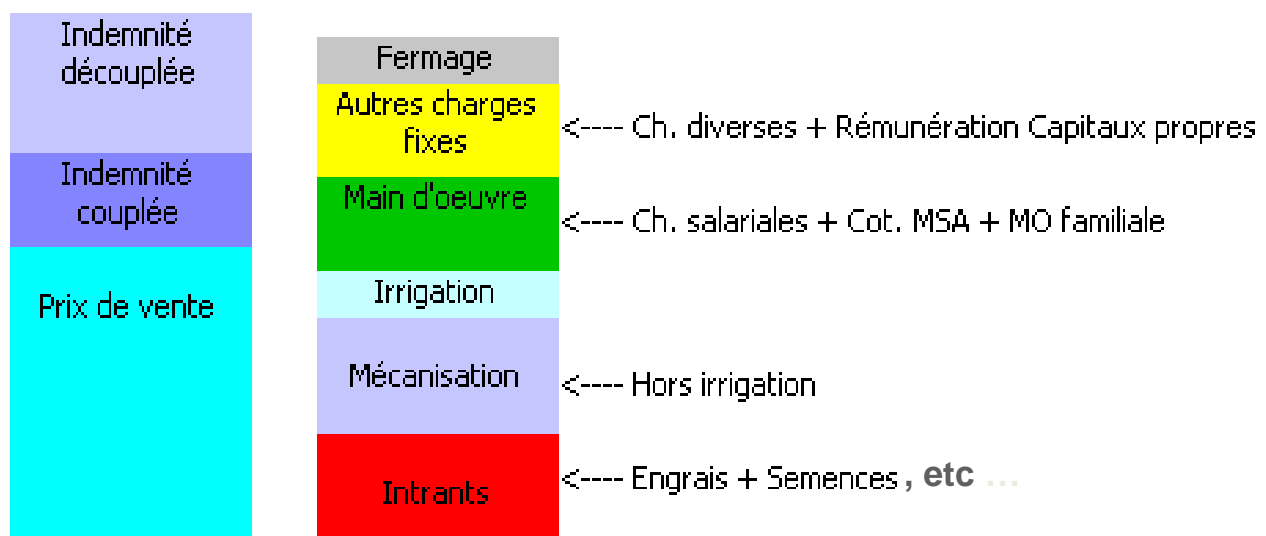 Indemnité
découplée
Indemnité
couplée
Prix de vente
Fermage
Autres charges
fixes
<---- Ch. diverses + Rémunération Capitaux propres
Main d'oeuvre
<---- Ch. salariales + Cot. MSA + MO familiale
Irrigation
Mécanisation
<---- Hors irrigation
Intrants
<---- Engrais + Semences , etc ...